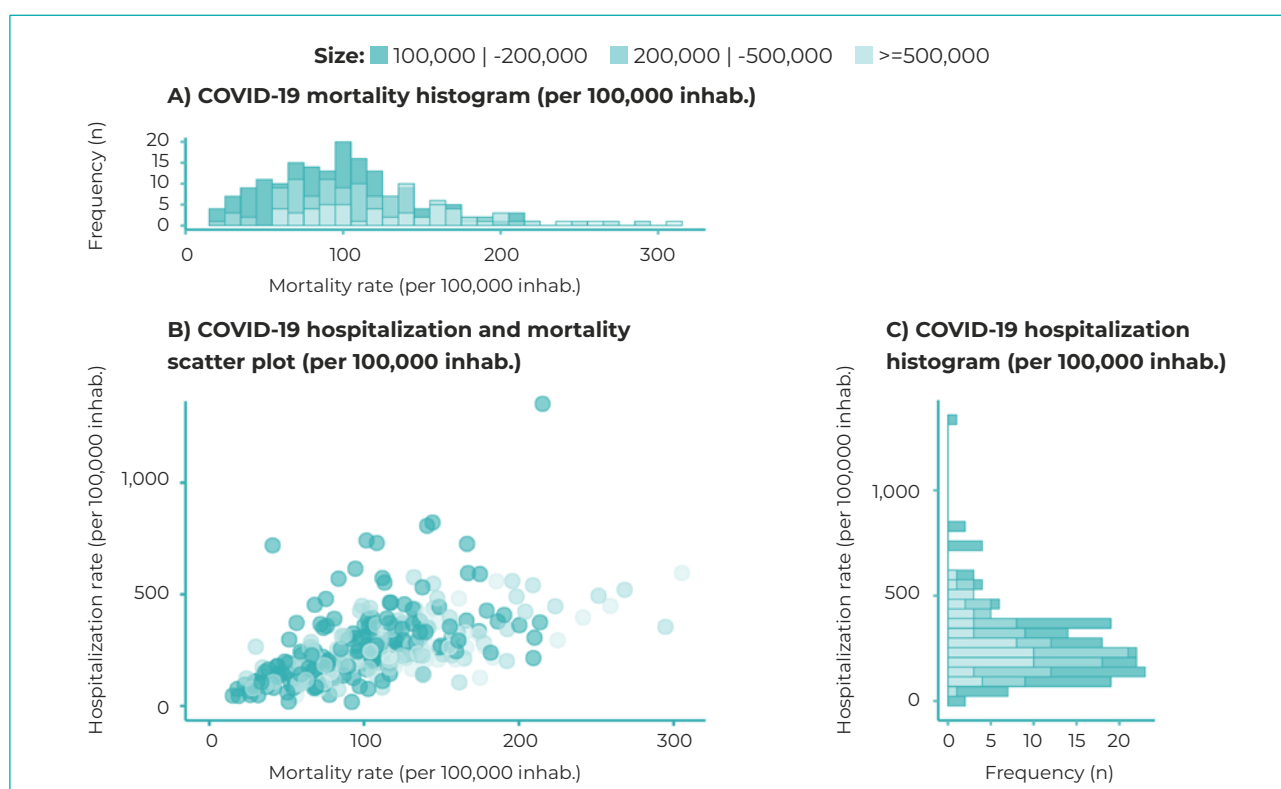 Size: 100,000 | -200,000 200,000 | -500,000 >=500,000
A) COVID-19 mortality histogram (per 100,000 inhab.)
Frequency (n)
20
15
10
5
0
0 100 200 300
Mortality rate (per 100,000 inhab.)
B) COVID-19 hospitalization and mortality
scatter plot (per 100,000 inhab.)
Hospitalization rate (per 100,000 inhab.)
1,000
500
0
0 100 200 300
Mortality rate (per 100,000 inhab.)
C) COVID-19 hospitalization
histogram (per 100,000 inhab.)
Hospitalization rate (per 100,000 inhab.)
1,000
500
0
0 5 10 15 20
Frequency (n)